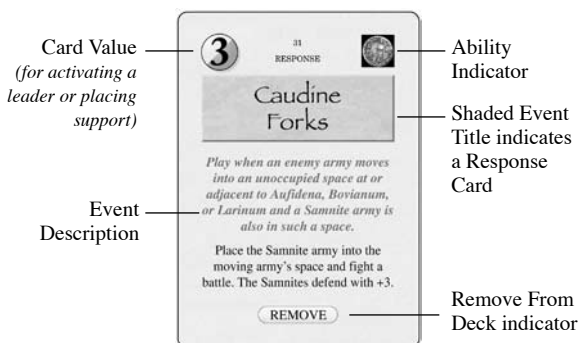 Card Value
(for activating a
leader or placing
support)
Event
Description
3
31
RESPONSE
Caudine
Forks
Play when an enemy army moves
into an unoccupied space at or
adjacent to Aufidena, Bovianum,
or Larinum and a Samnite army is
also in such a space.
Place the Samnite army into the
moving army's space and fight a
battle. The Samnites defend with +3.
REMOVE
Ability
Indicator
Shaded Event
Title indicates
a Response
Card
Remove From
Deck indicator